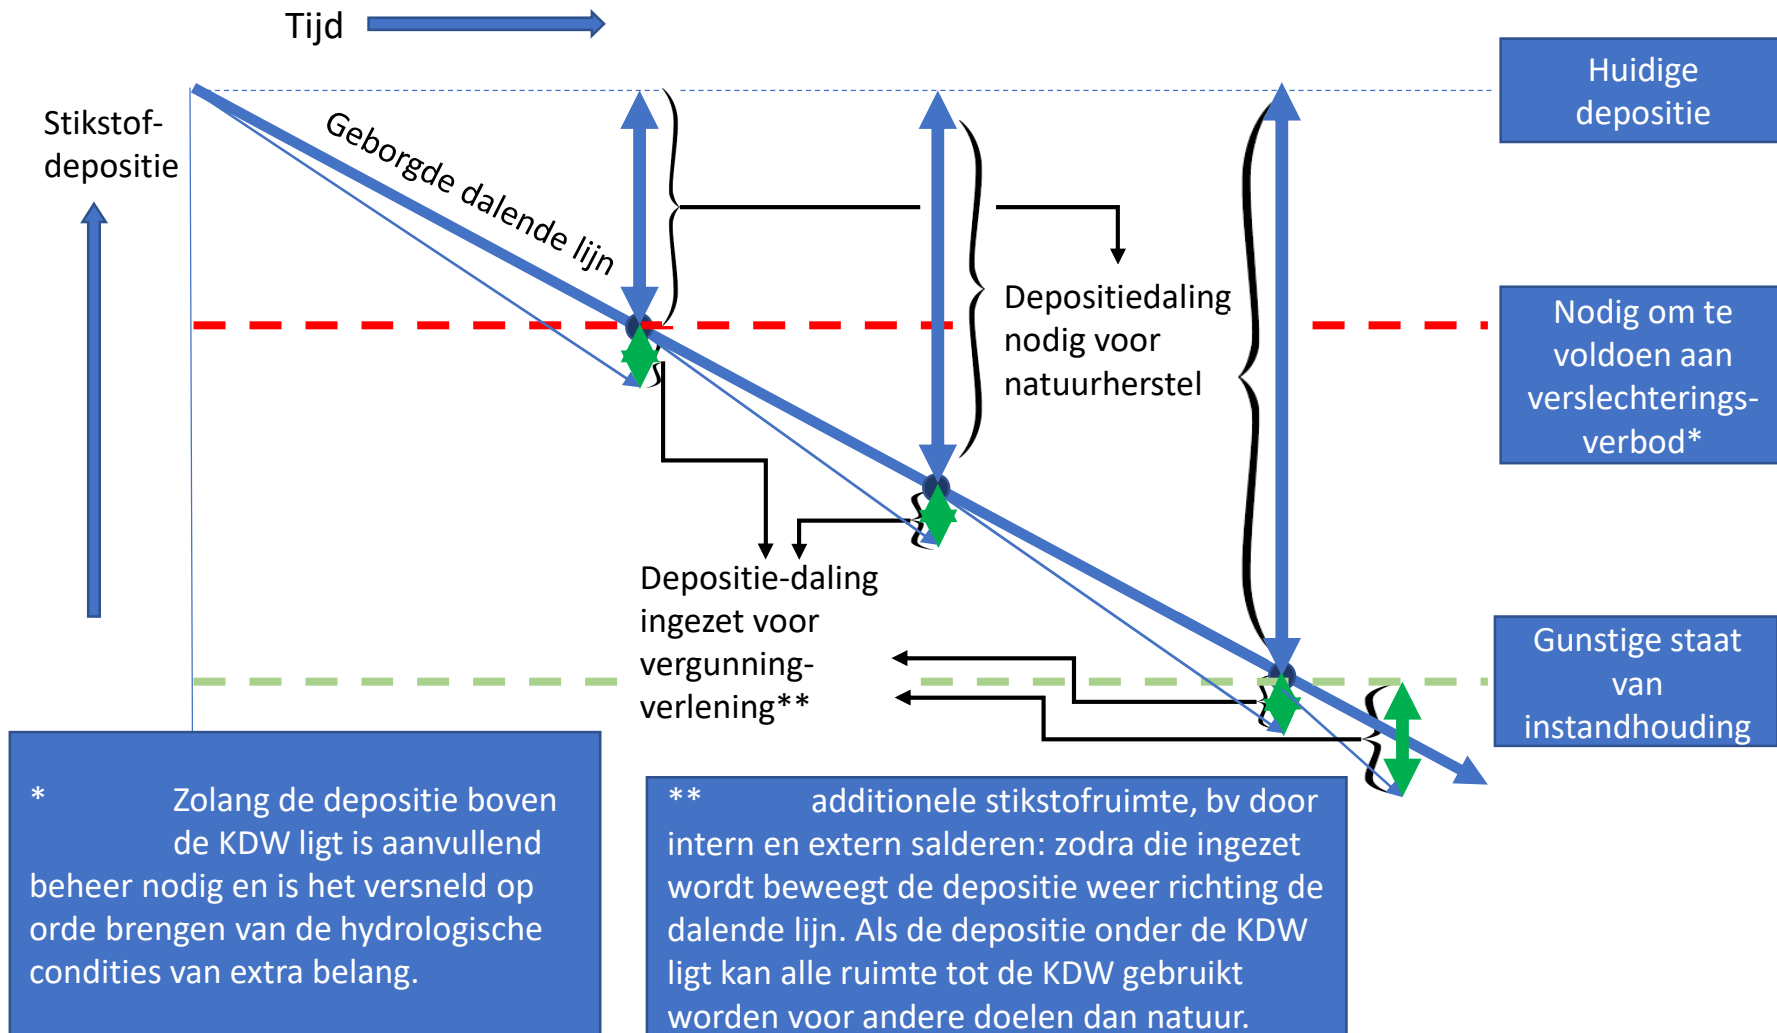 Tijd
Huidige
depositie
Stikstof-
depositie
Geborgde dalende lijn
Depositiedaling
nodig voor
natuurherstel
Nodig om te
voldoen aan
verslechterings-
verbod*
Depositie-daling
ingezet voor
vergunning-
verlening**
Gunstige staat
van
instandhouding
* Zolang de depositie boven
de KDW ligt is aanvullend
beheer nodig en is het versneld op
orde brengen van de hydrologische
condities van extra belang.
** additionele stikstofruimte, bv door
intern en extern salderen: zodra die ingezet
wordt beweegt de depositie weer richting de
dalende lijn. Als de depositie onder de KDW
ligt kan alle ruimte tot de KDW gebruikt
worden voor andere doelen dan natuur.